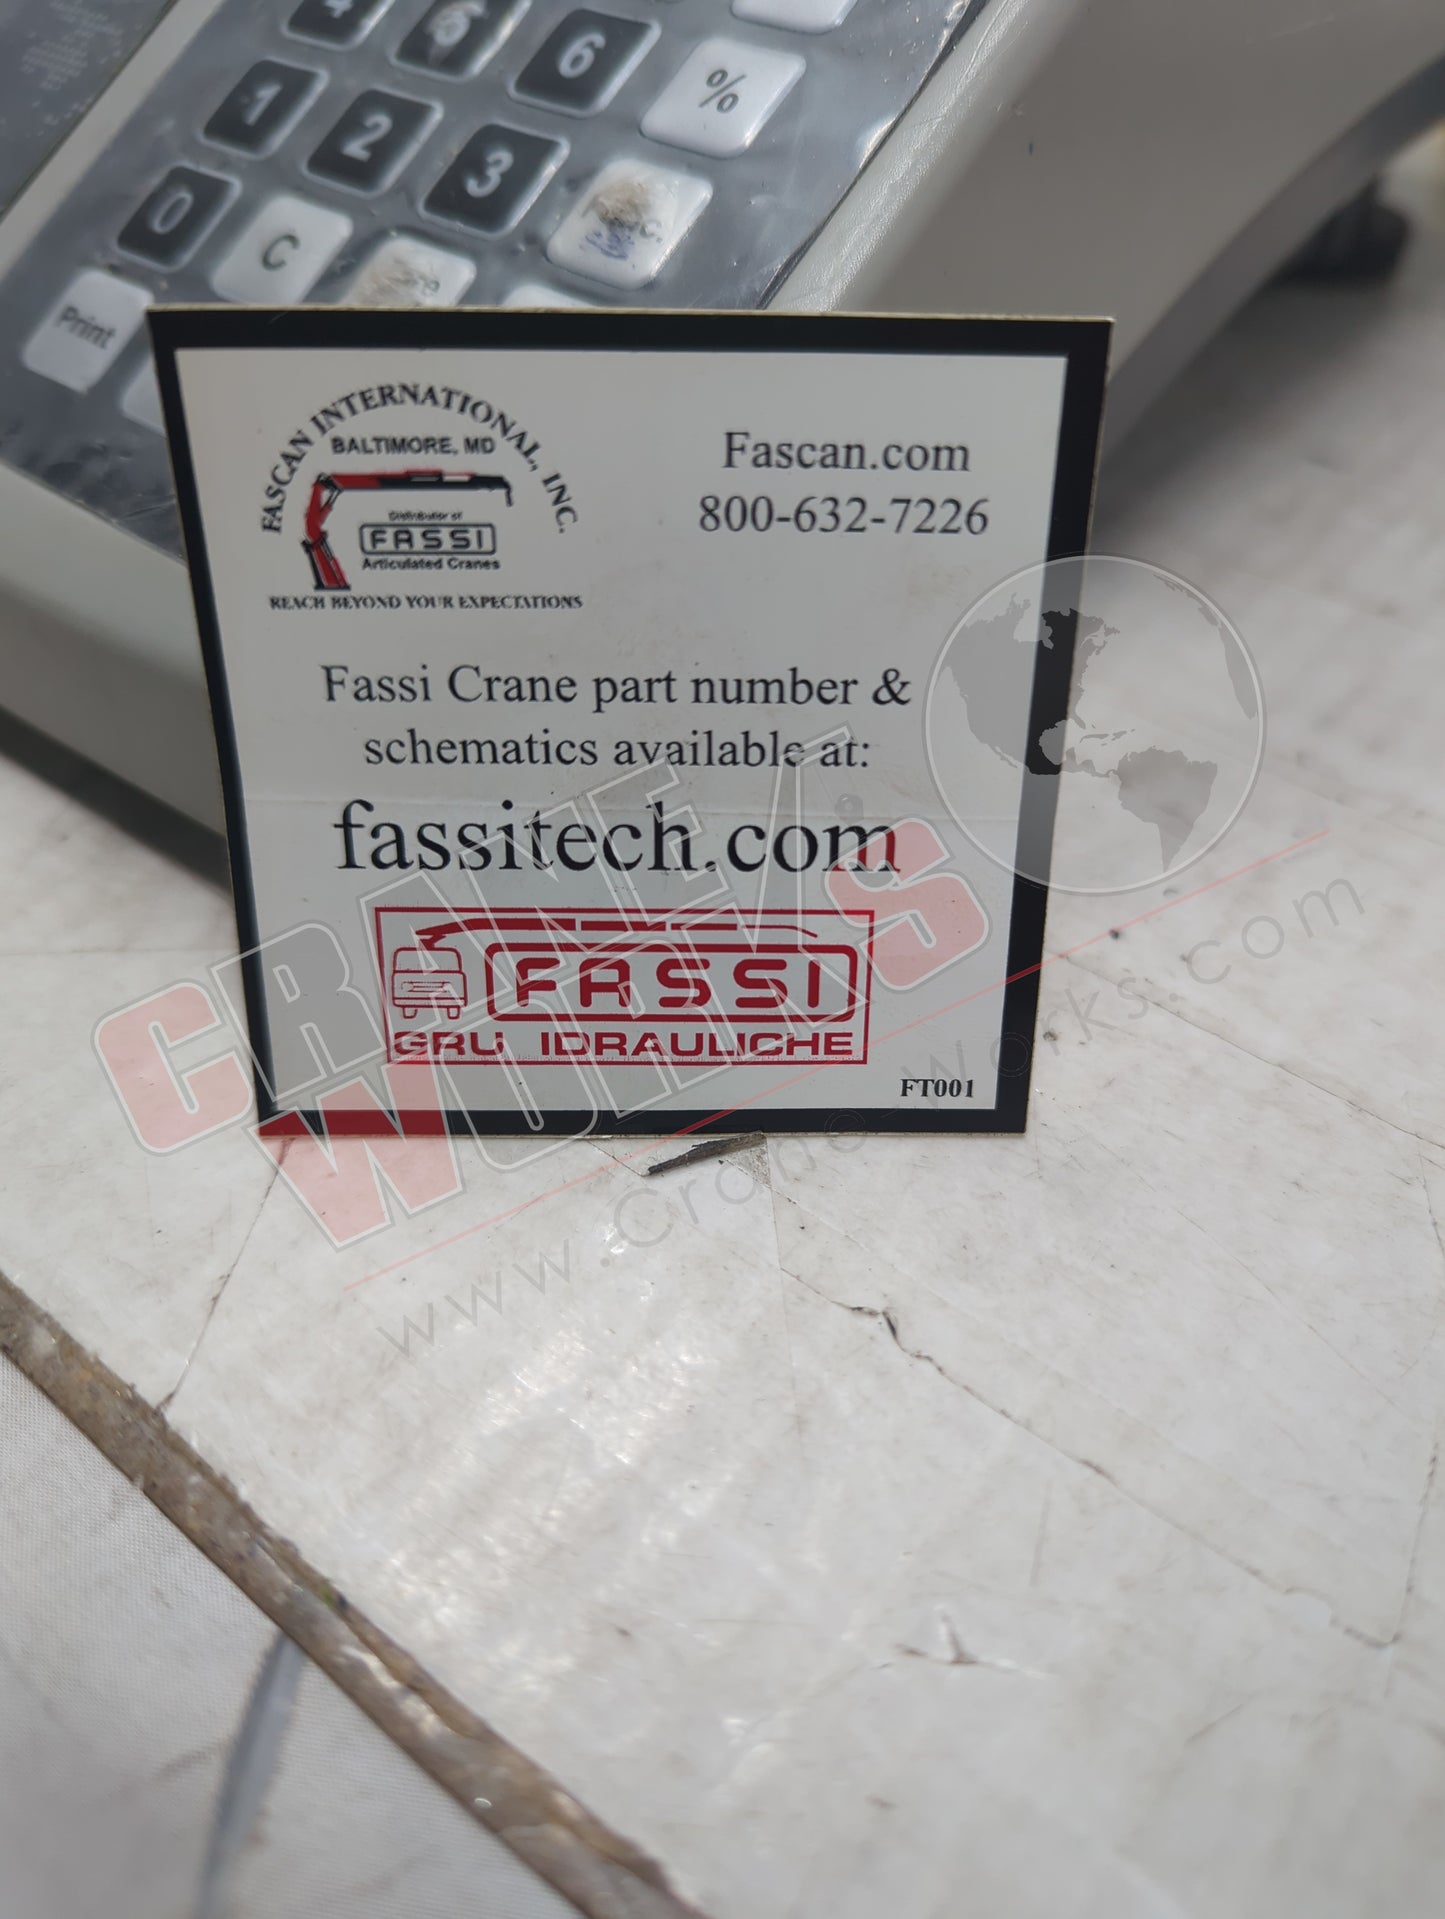 4
5
6
%
1
2
3
0
C
Print
FASCAN INTERNATIONAL, INC.
BALTIMORE, MD
Distributor of
FASSI
Articulated Cranes
REACH BEYOND YOUR EXPECTATIONS
Fascan.com
800-632-7226
Fassi Crane part number &
schematics available at:
fassitech.com
FASSI
GRU IDRAULICHE
FT001
CRANE/
WORKS
www.Crane-Works.com